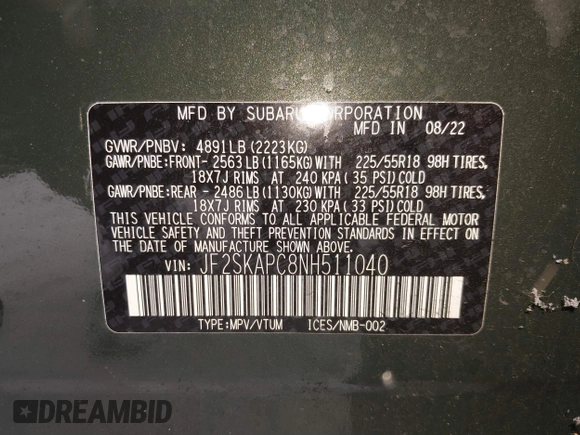 MFD BY SUBARU CORPORATION
MFD IN 08/22
GVWR/PNBV: 4891LB(2223KG)
GAWR/PNBE:FRONT- 2563LB(1165KG)WITH 225/55R18 98H TIRES,
18X7J RIMS AT 240 KPA(35 PSI)COLD
GAWR/PNBE:REAR - 2486LB(1130KG)WITH 225/55R18 98H TIRES,
18X7J RIMS AT 230 KPA(33 PSI)COLD
THIS VEHICLE CONFORMS TO ALL APPLICABLE FEDERAL MOTOR
VEHICLE SAFETY AND THEFT PREVENTION STANDARDS IN EFFECT
ON THE DATE OF MANUFACTURE SHOWN ABOVE.
VIN: JF2SKAPC8NH511040
TYPE:MPV/VTUM ICES/NMB-002
DREAMBID